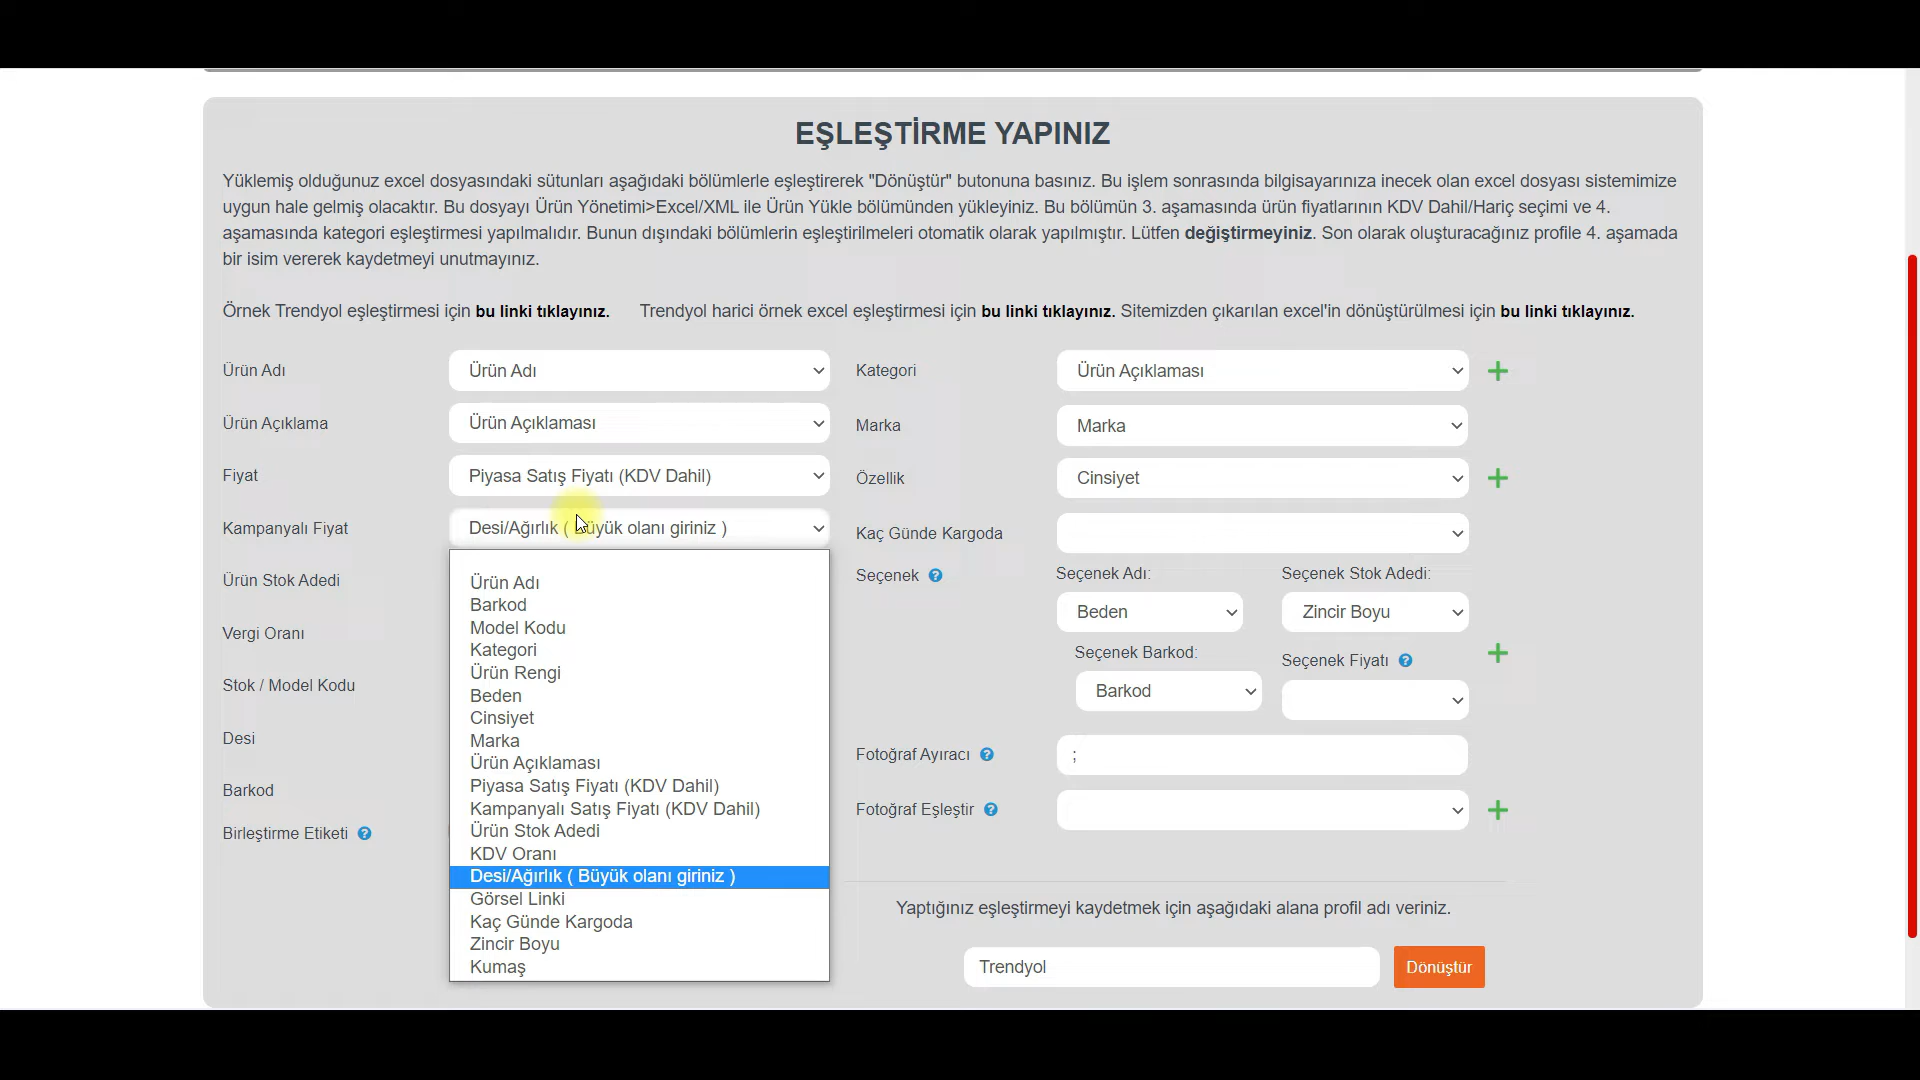 EŞLEŞTİRME YAPINIZ
Yüklemiş olduğunuz excel dosyasındaki sütunları aşağıdaki bölümlerle eşleştirerek "Dönüştür" butonuna basınız. Bu işlem sonrasında bilgisayarınıza inecek olan excel dosyası sistemimize
uygun hale gelmiş olacaktır. Bu dosyayı Ürün Yönetimi>Excel/XML ile Ürün Yükle bölümünden yükleyiniz. Bu bölümün 3. aşamasında ürün fiyatlarının KDV Dahil/Hariç seçimi ve 4.
aşamasında kategori eşleştirmesi yapılmalıdır. Bunun dışındaki bölümlerin eşleştirilmeleri otomatik olarak yapılmıştır. Lütfen değiştirmeyiniz. Son olarak oluşturacağınız profile 4. aşamada
bir isim vererek kaydetmeyi unutmayınız.
Örnek Trendyol eşleştirmesi için bu linki tıklayınız. Trendyol harici örnek excel eşleştirmesi için bu linki tıklayınız. Sitemizden çıkarılan excel'in dönüştürülmesi için bu linki tıklayınız.
Ürün Adı
Ürün Adı
Ürün Açıklama
Ürün Açıklaması
Fiyat
Piyasa Satış Fiyatı (KDV Dahil)
Kampanyalı Fiyat
Desi/Ağırlık ( Büyük olanı giriniz )
Ürün Adı
Barkod
Model Kodu
Kategori
Ürün Rengi
Beden
Cinsiyet
Marka
Ürün Açıklaması
Piyasa Satış Fiyatı (KDV Dahil)
Kampanyalı Satış Fiyatı (KDV Dahil)
Ürün Stok Adedi
KDV Oranı
Desi/Ağırlık ( Büyük olanı giriniz )
Görsel Linki
Kaç Günde Kargoda
Zincir Boyu
Kumaş
Ürün Stok Adedi
Vergi Oranı
Stok / Model Kodu
Desi
Barkod
Birleştirme Etiketi ?
Kategori
Ürün Açıklaması
Marka
Marka
Özellik
Cinsiyet
Kaç Günde Kargoda
Seçenek ?
Seçenek Adı:
Seçenek Stok Adedi:
Beden
Zincir Boyu
Seçenek Barkod:
Seçenek Fiyatı ?
Barkod
Fotoğraf Ayıracı ?
;
Fotoğraf Eşleştir ?
Yaptığınız eşleştirmeyi kaydetmek için aşağıdaki alana profil adı veriniz.
Trendyol
Dönüştür